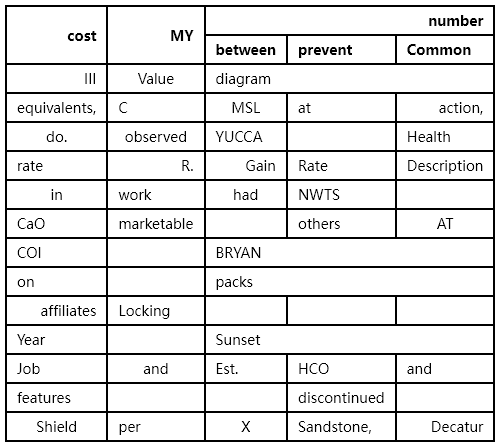 cost MY number
between prevent Common
III Value diagram
equivalents, C MSL at action,
do. observed YUCCA Health
rate R. Gain Rate Description
in work had NWTS
CaO marketable others AT
COI BRYAN
on packs
affiliates Locking
Year Sunset
Job and Est. HCO and
features discontinued
Shield per X Sandstone, Decatur